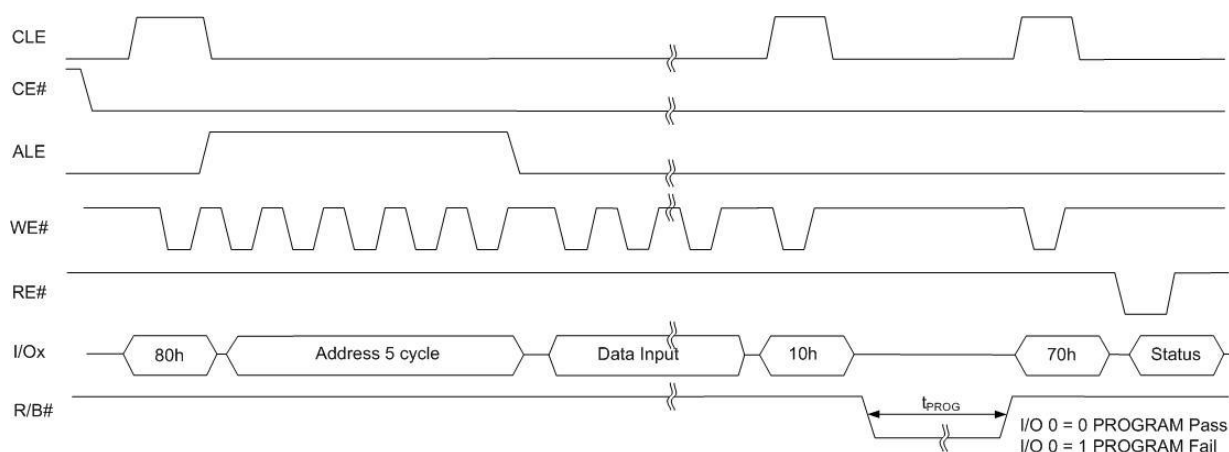 CLE
CE#
ALE
WE#
RE#
I/Ox
80h
Address 5 cycle
Data Input
10h
70h
Status
R/B#
tPROG
I/O 0 = 0 PROGRAM Pass
I/O 0 = 1 PROGRAM Fail